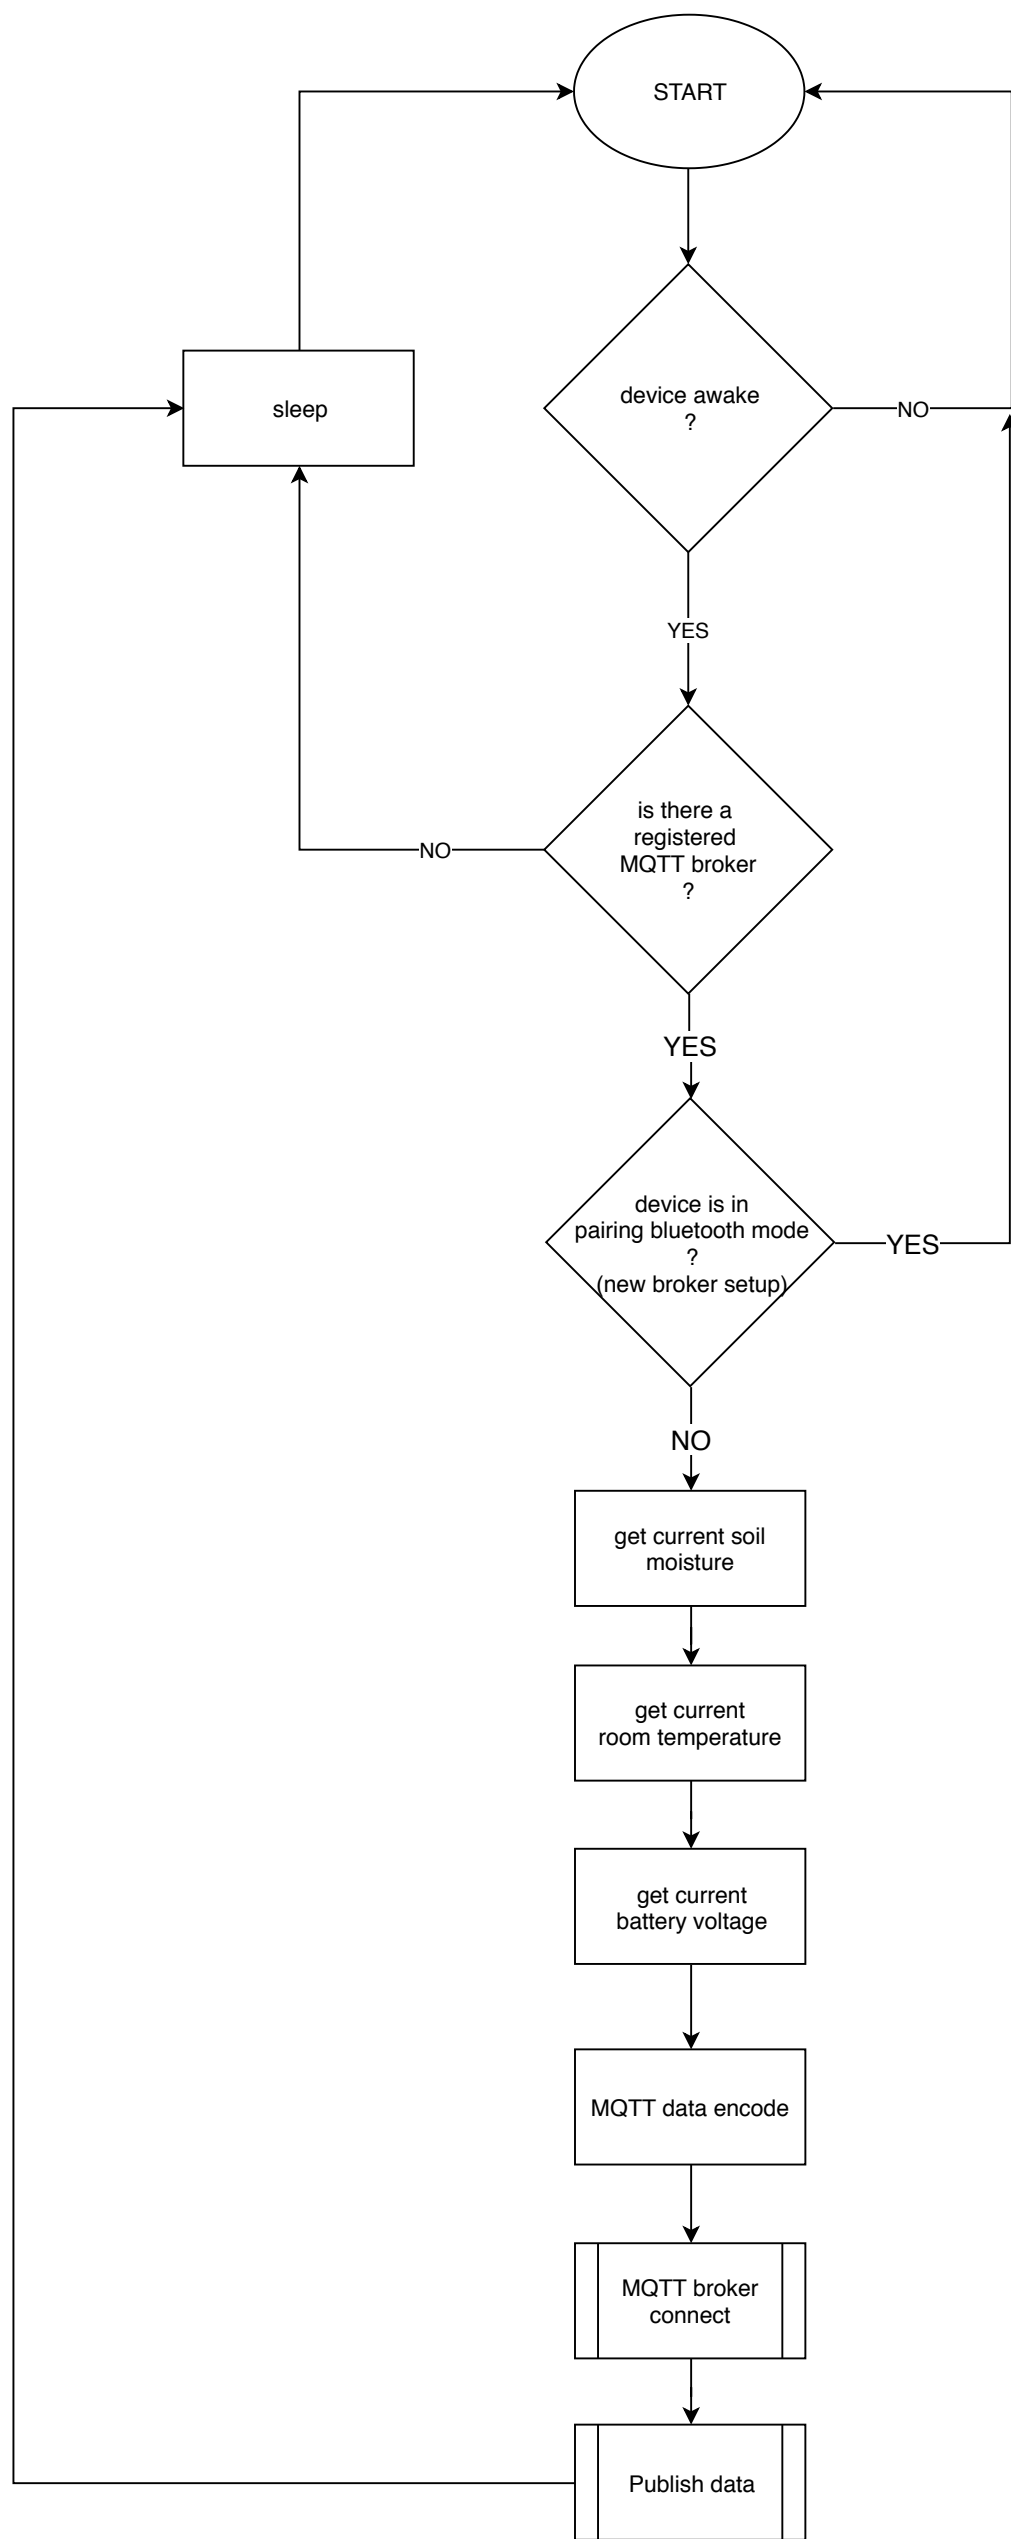 START
sleep
device awake
?
NO
YES
is there a
registered
MQTT broker
?
NO
YES
device is in
pairing bluetooth mode
?
(new broker setup)
YES
NO
get current soil
moisture
get current
room temperature
get current
battery voltage
MQTT data encode
MQTT broker
connect
Publish data